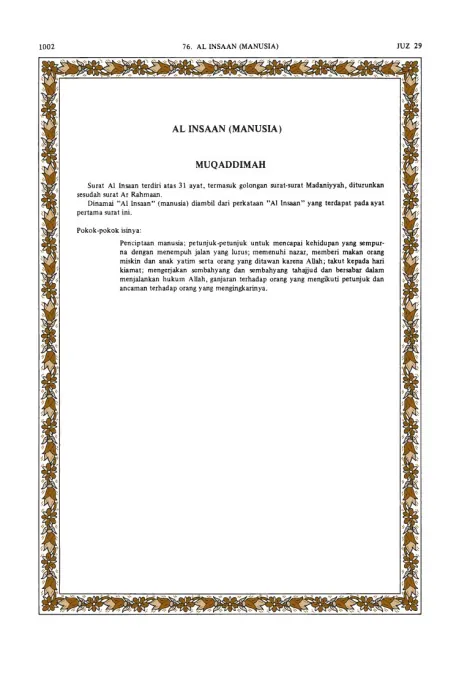 1002 76. AL INSAAN (MANUSIA) JUZ 29
AL INSAAN (MANUSIA)
MUQADDIMAH
Surat Al Insaan terdiri atas 31 ayat, termasuk golongan surat-surat Madaniyyah, diturunkan
sesudah surat Ar Rahmaan.
Dinamai "Al Insaan" (manusia) diambil dari perkataan "Al Insaan" yang terdapat pada ayat
pertama surat ini.
Pokok-pokok isinya:
Penciptaan manusia; petunjuk-petunjuk untuk mencapai kehidupan yang sempur-
na dengan menempuh jalan yang lurus; memenuhi nazar, memberi makan orang
miskin dan anak yatim serta orang yang ditawan karena Allah; takut kepada hari
kiamat; mengerjakan sembahyang dan sembahyang tahajjud dan bersabar dalam
menjalankan hukum Allah, ganjaran terhadap orang yang mengikuti petunjuk dan
ancaman terhadap orang yang mengingkarinya.